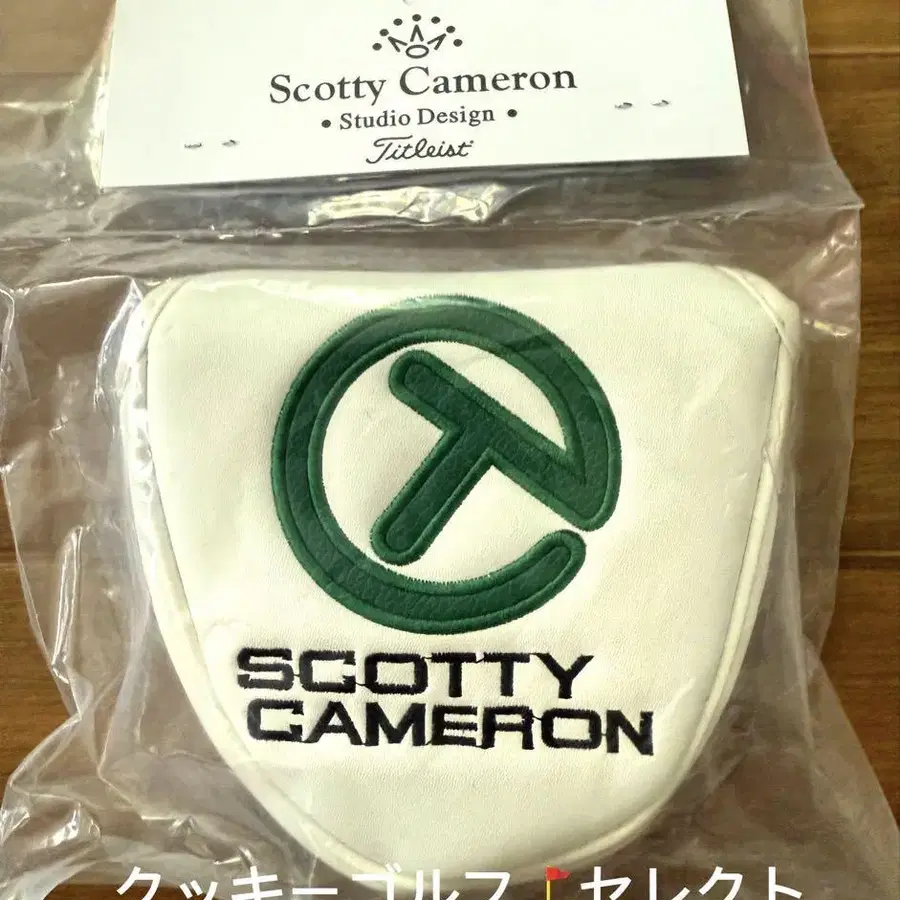 Scotty Cameron
• Studio Design •
Titleist
SCOTTY
CAMERON
クッキーゴルフ🚩セレクト